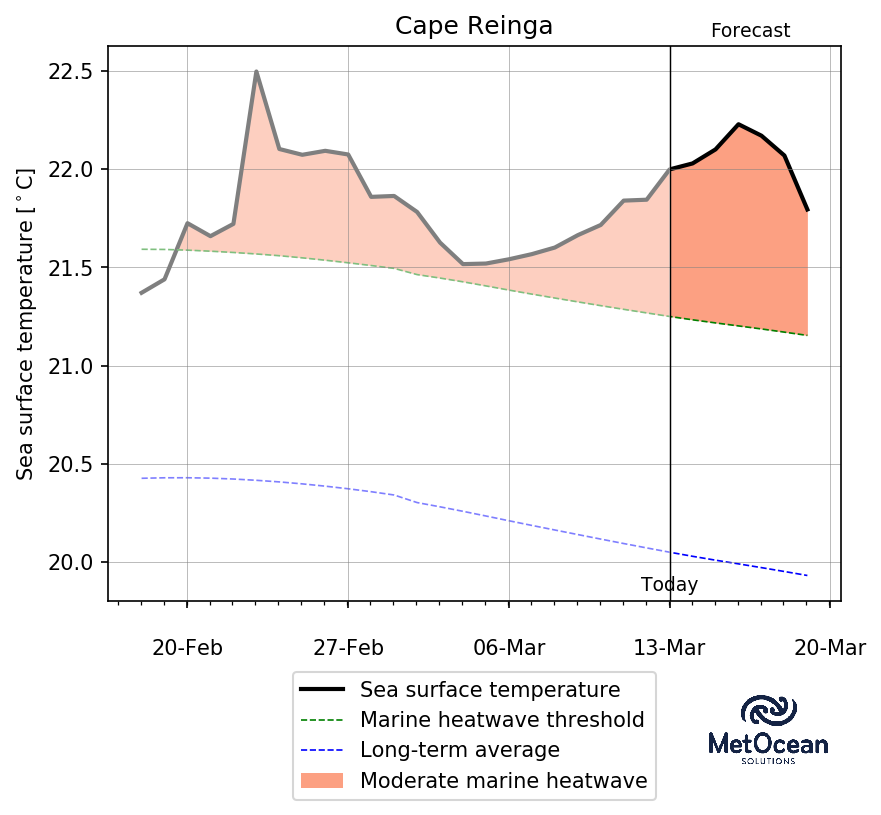 Cape Reinga
Forecast
Sea surface temperature [°C]
22.5
22.0
21.5
21.0
20.5
20.0
Today
20-Feb 27-Feb 06-Mar 13-Mar 20-Mar
Sea surface temperature
Marine heatwave threshold
Long-term average
Moderate marine heatwave
MetOcean
SOLUTIONS